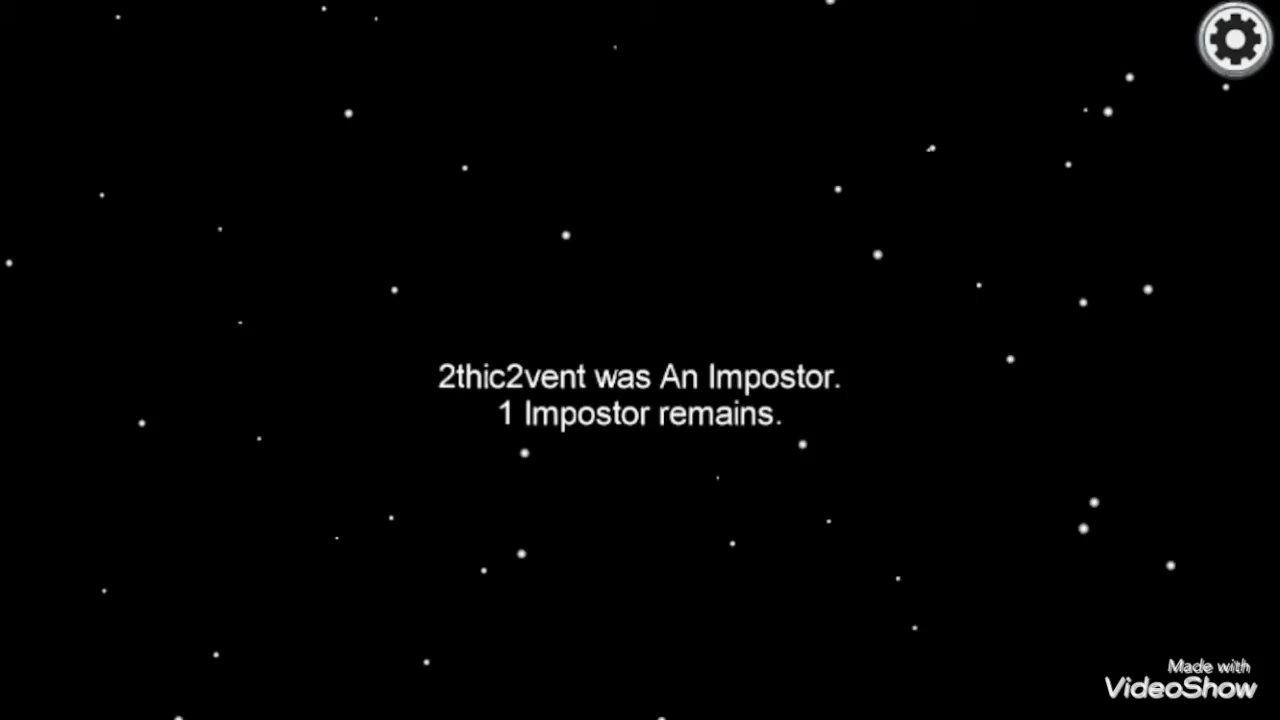 2thic2vent was An Impostor.
1 Impostor remains.
Made with
VideoShow